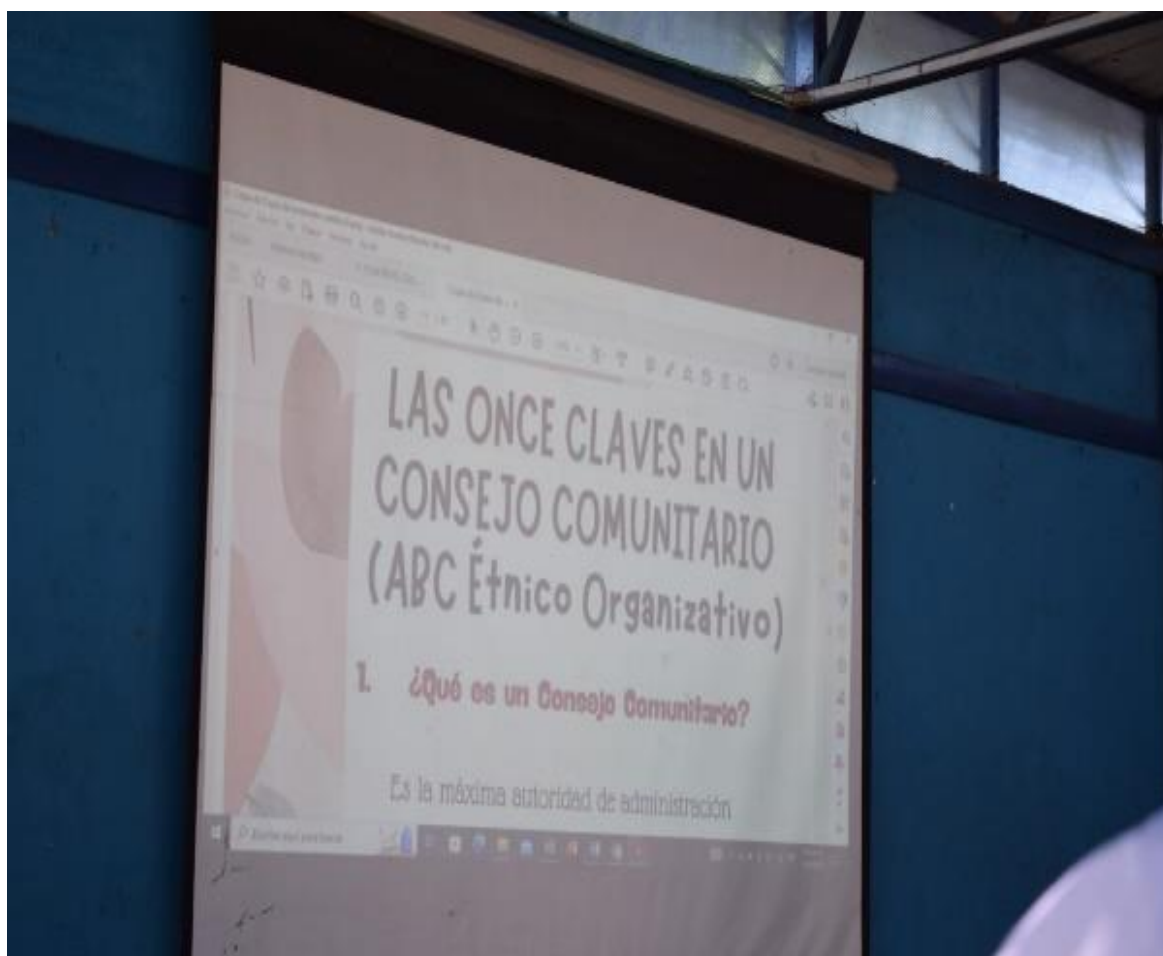 LAS ONCE CLAVES EN UN
CONSEJO COMUNITARIO
(ABC Étnico Organizativo)
1. ¿Qué es un Consejo Comunitario?
Es la máxima autoridad de administración